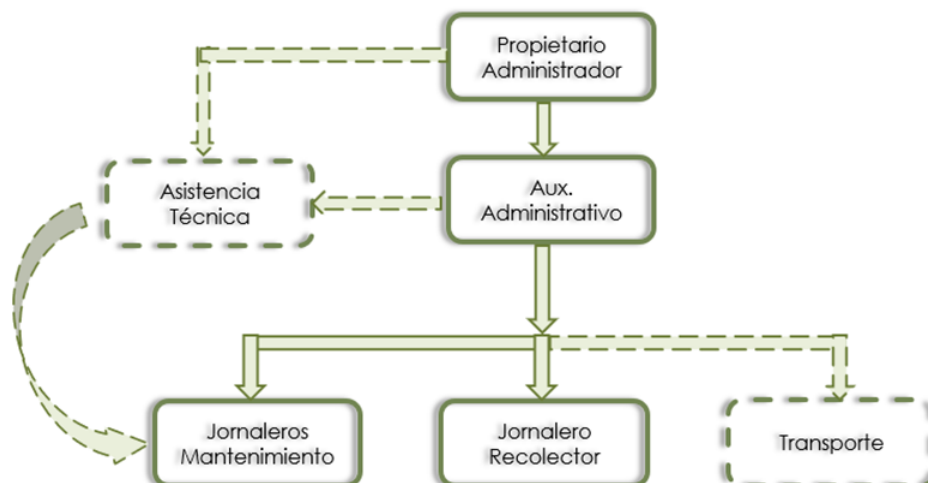 Propietario
Administrador
Asistencia
Técnica
Aux.
Administrativo
Jornaleros
Mantenimiento
Jornalero
Recolector
Transporte